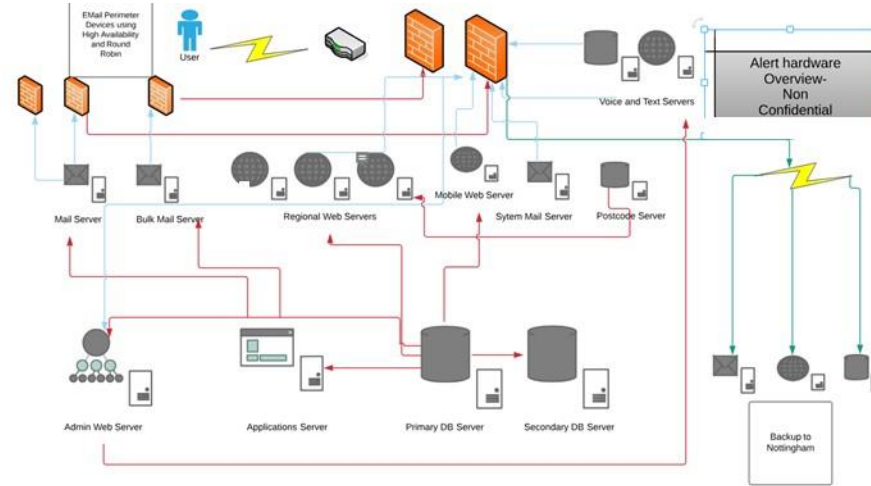 EMail Perimeter
Devices using
High Availability
and Round
Robin
User
Alert hardware
Overview-
Non
Confidential
Voice and Text Servers
Mail Server
Bulk Mail Server
Regional Web Servers
Mobile Web Server
Sytem Mail Server
Postcode Server
Admin Web Server
Applications Server
Primary DB Server
Secondary DB Server
Backup to
Nottingham